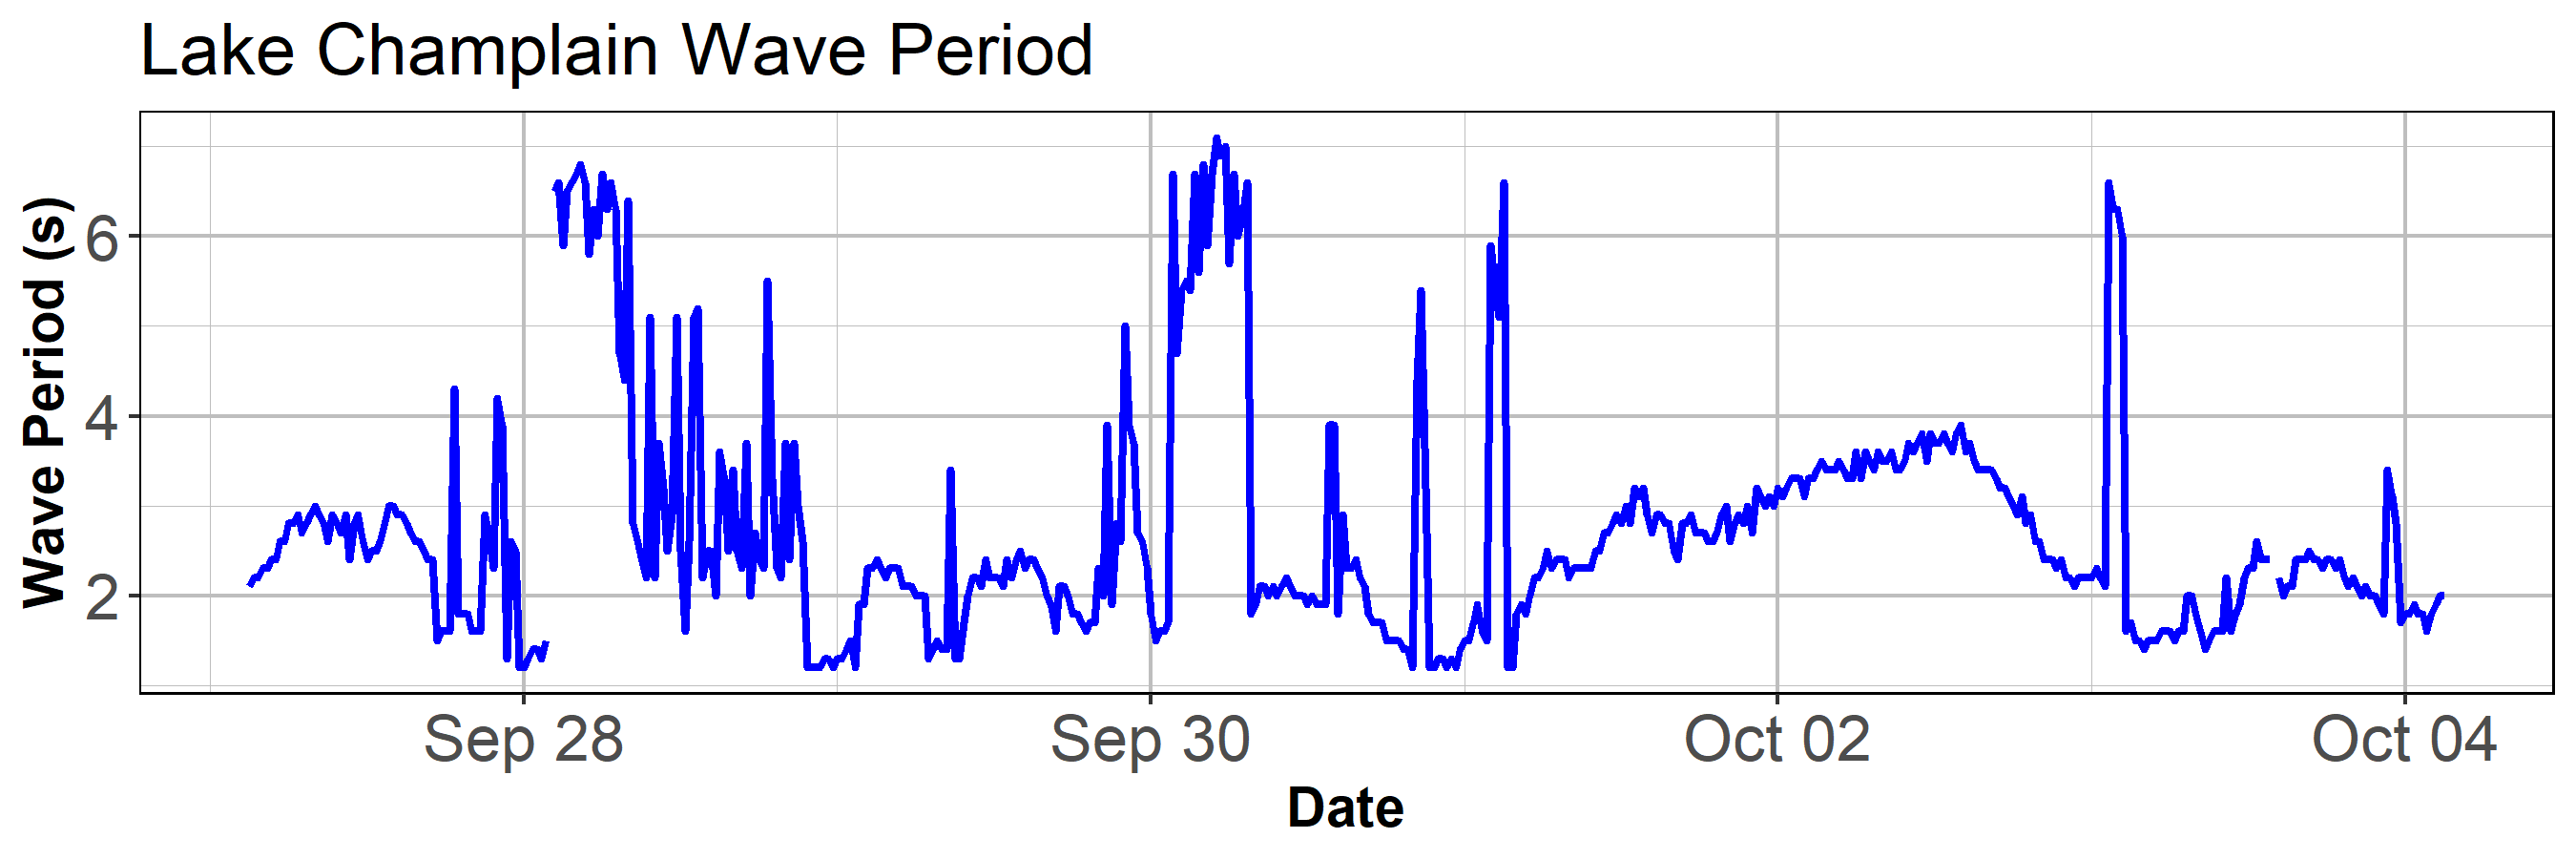 Lake Champlain Wave Period
Wave Period (s)
6
4
2
Sep 28
Sep 30
Oct 02
Oct 04
Date